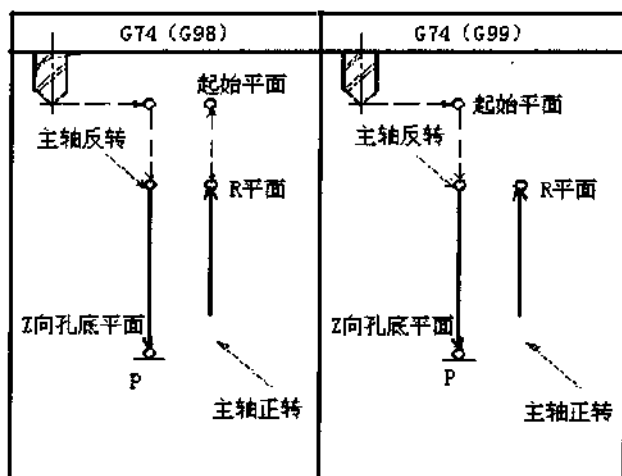 G74（G98）
G74（G99）
起始平面
主轴反转
R平面
Z向孔底平面
P
主轴正转
起始平面
主轴反转
R平面
Z向孔底平面
P
主轴正转